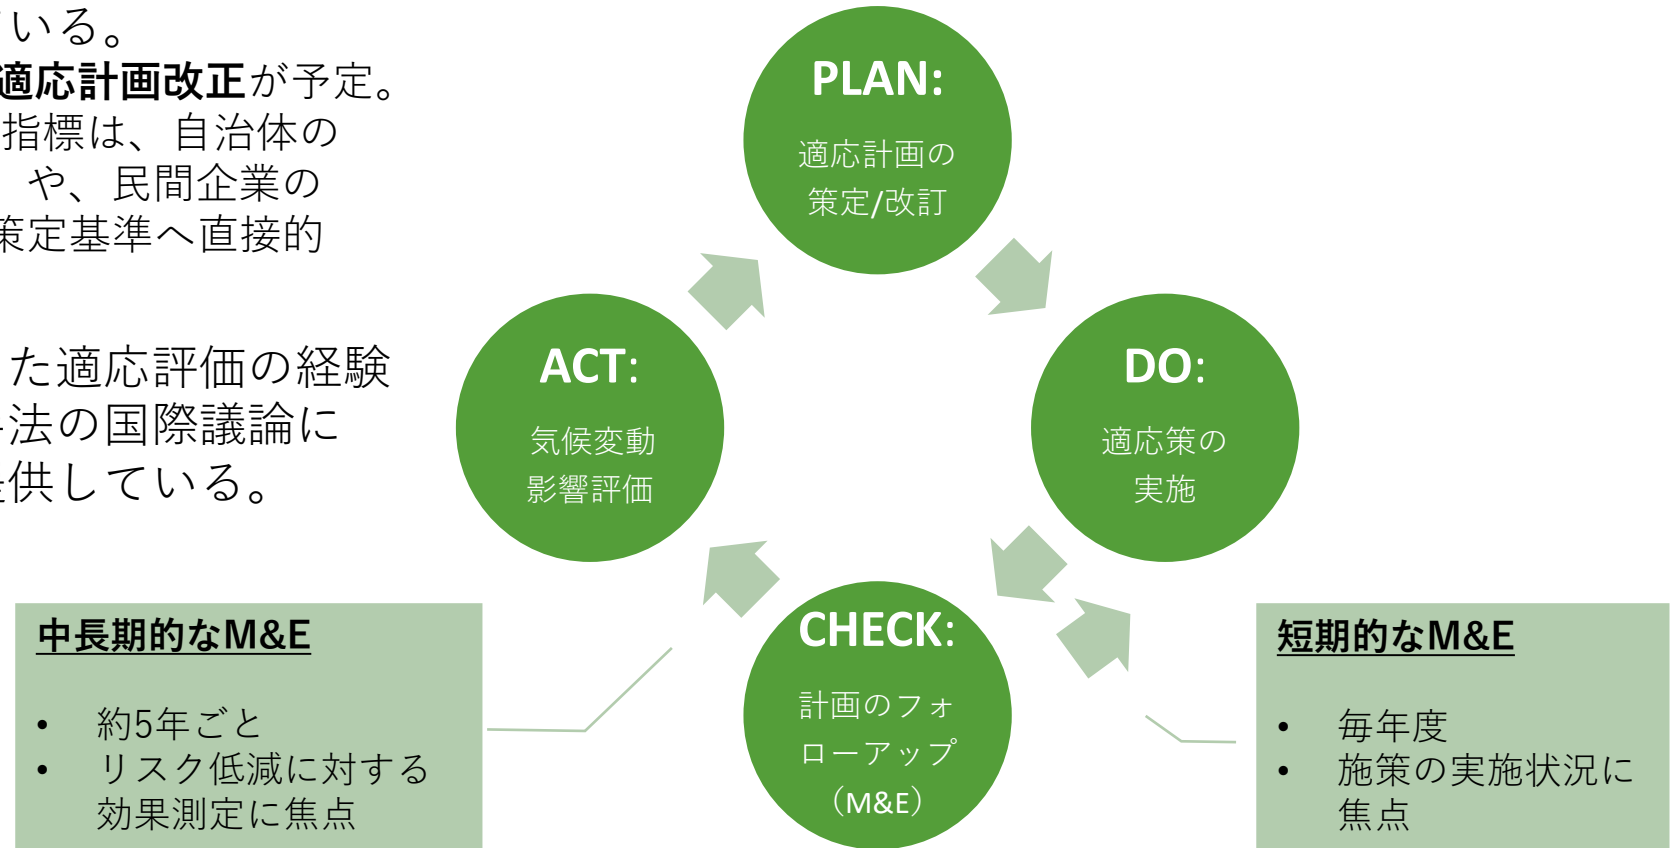 いる。
適応計画改正が予定。
指標は、自治体の
や、民間企業の
策定基準へ直接的
た適応評価の経験
法の国際議論に
提供している。
PLAN:
適応計画の
策定/改訂
ACT:
気候変動
影響評価
DO:
適応策の
実施
CHECK:
計画のフォ
ローアップ
（M&E）
中長期的なM&E
• 約5年ごと
• リスク低減に対する
効果測定に焦点
短期的なM&E
• 毎年度
• 施策の実施状況に
焦点